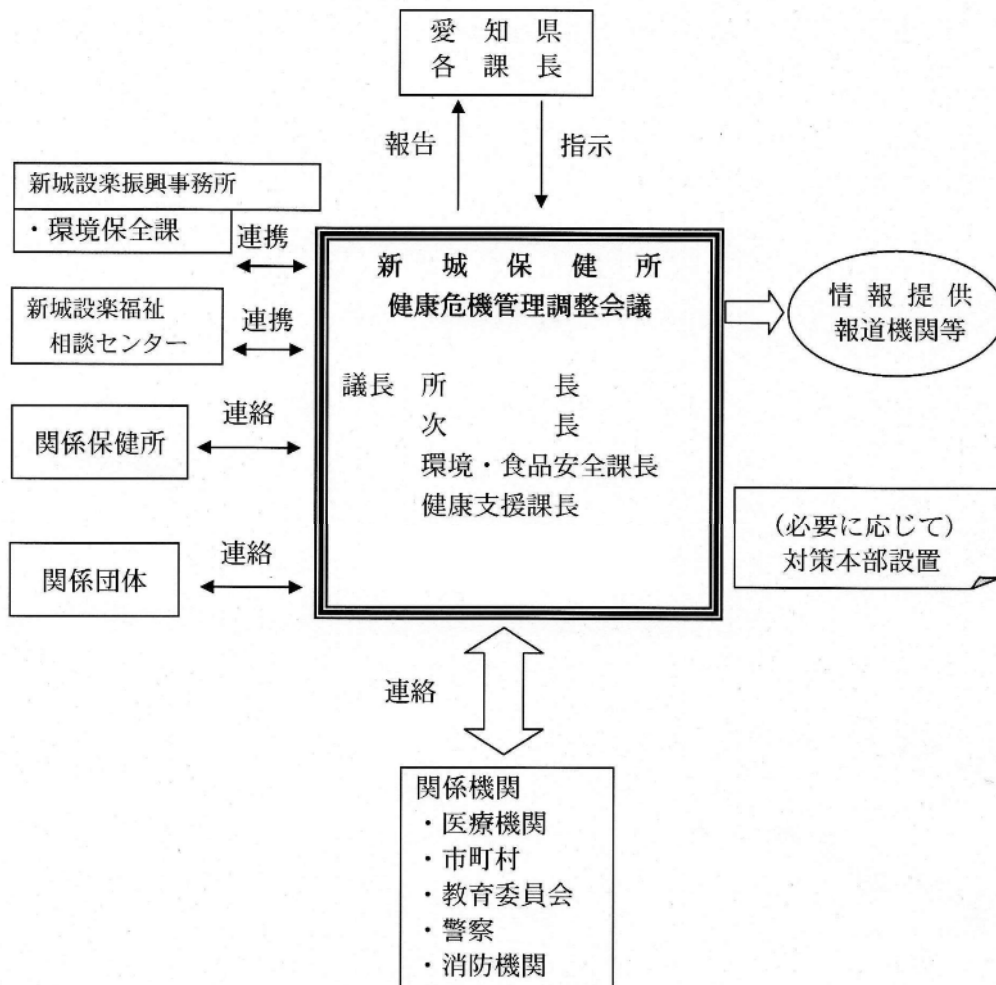 愛知県
各課長
報告
指示
新城設楽振興事務所
・環境保全課
連携
新城設楽福祉
相談センター
連携
関係保健所
連絡
関係団体
連絡
新城保健所
健康危機管理調整会議
議長 所長
次長
環境・食品安全課長
健康支援課長
情報提供
報道機関等
(必要に応じて)
対策本部設置
連絡
関係機関
・医療機関
・市町村
・教育委員会
・警察
・消防機関